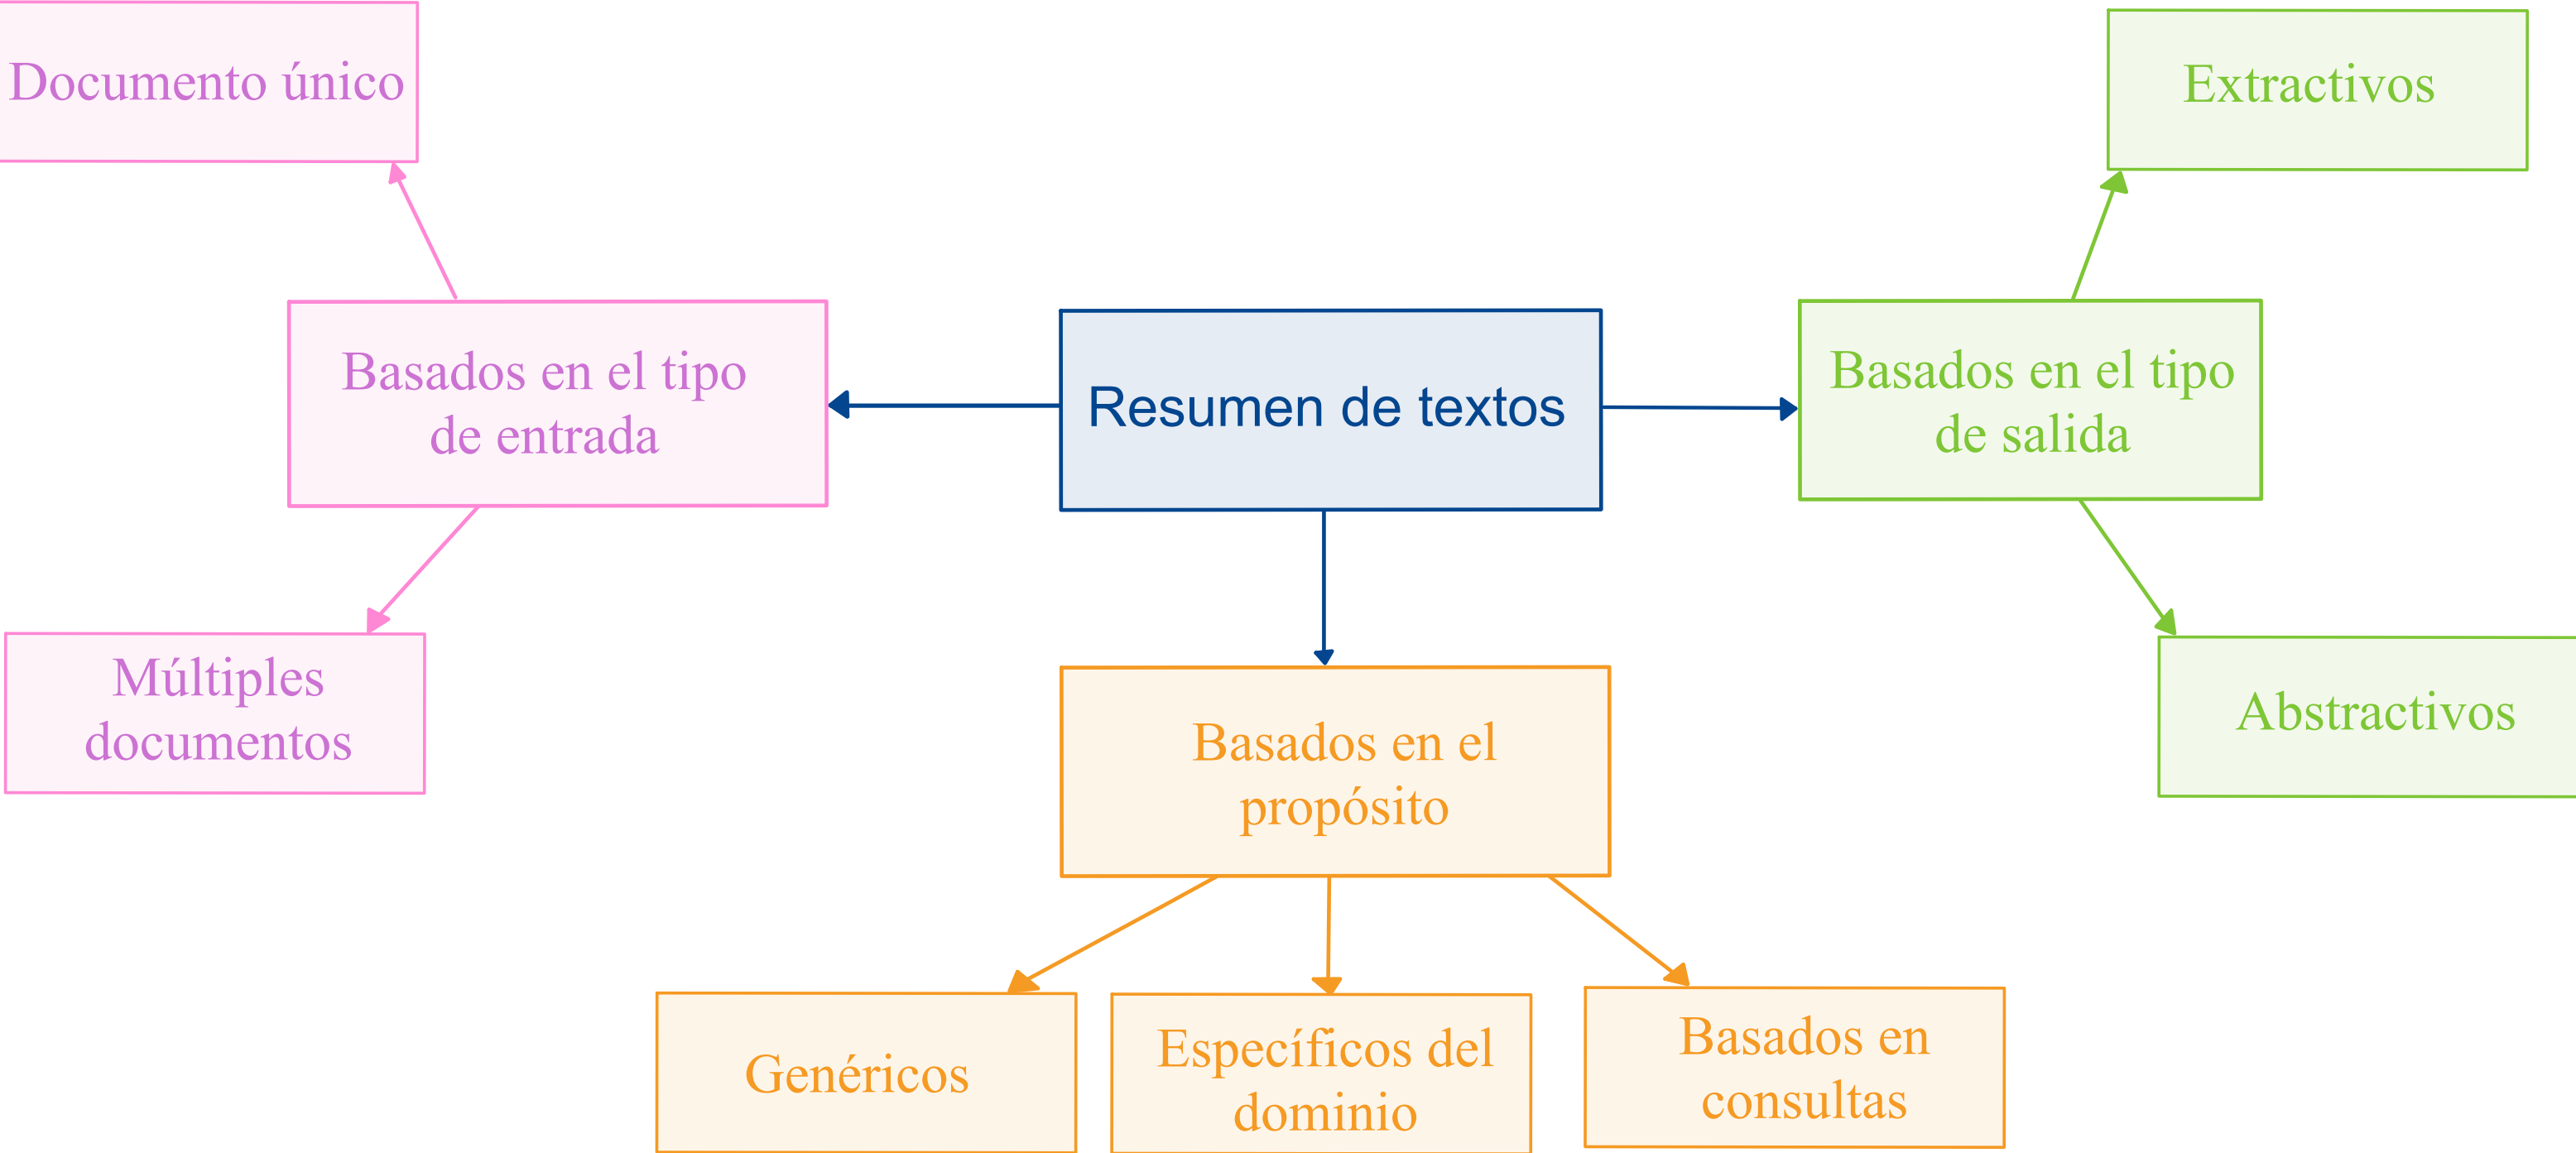 Documento único
Extractivos
Basados en el tipo
de entrada
Resumen de textos
Basados en el tipo
de salida
Múltiples
documentos
Basados en el
propósito
Abstractivos
Genéricos
Específicos del
dominio
Basados en
consultas